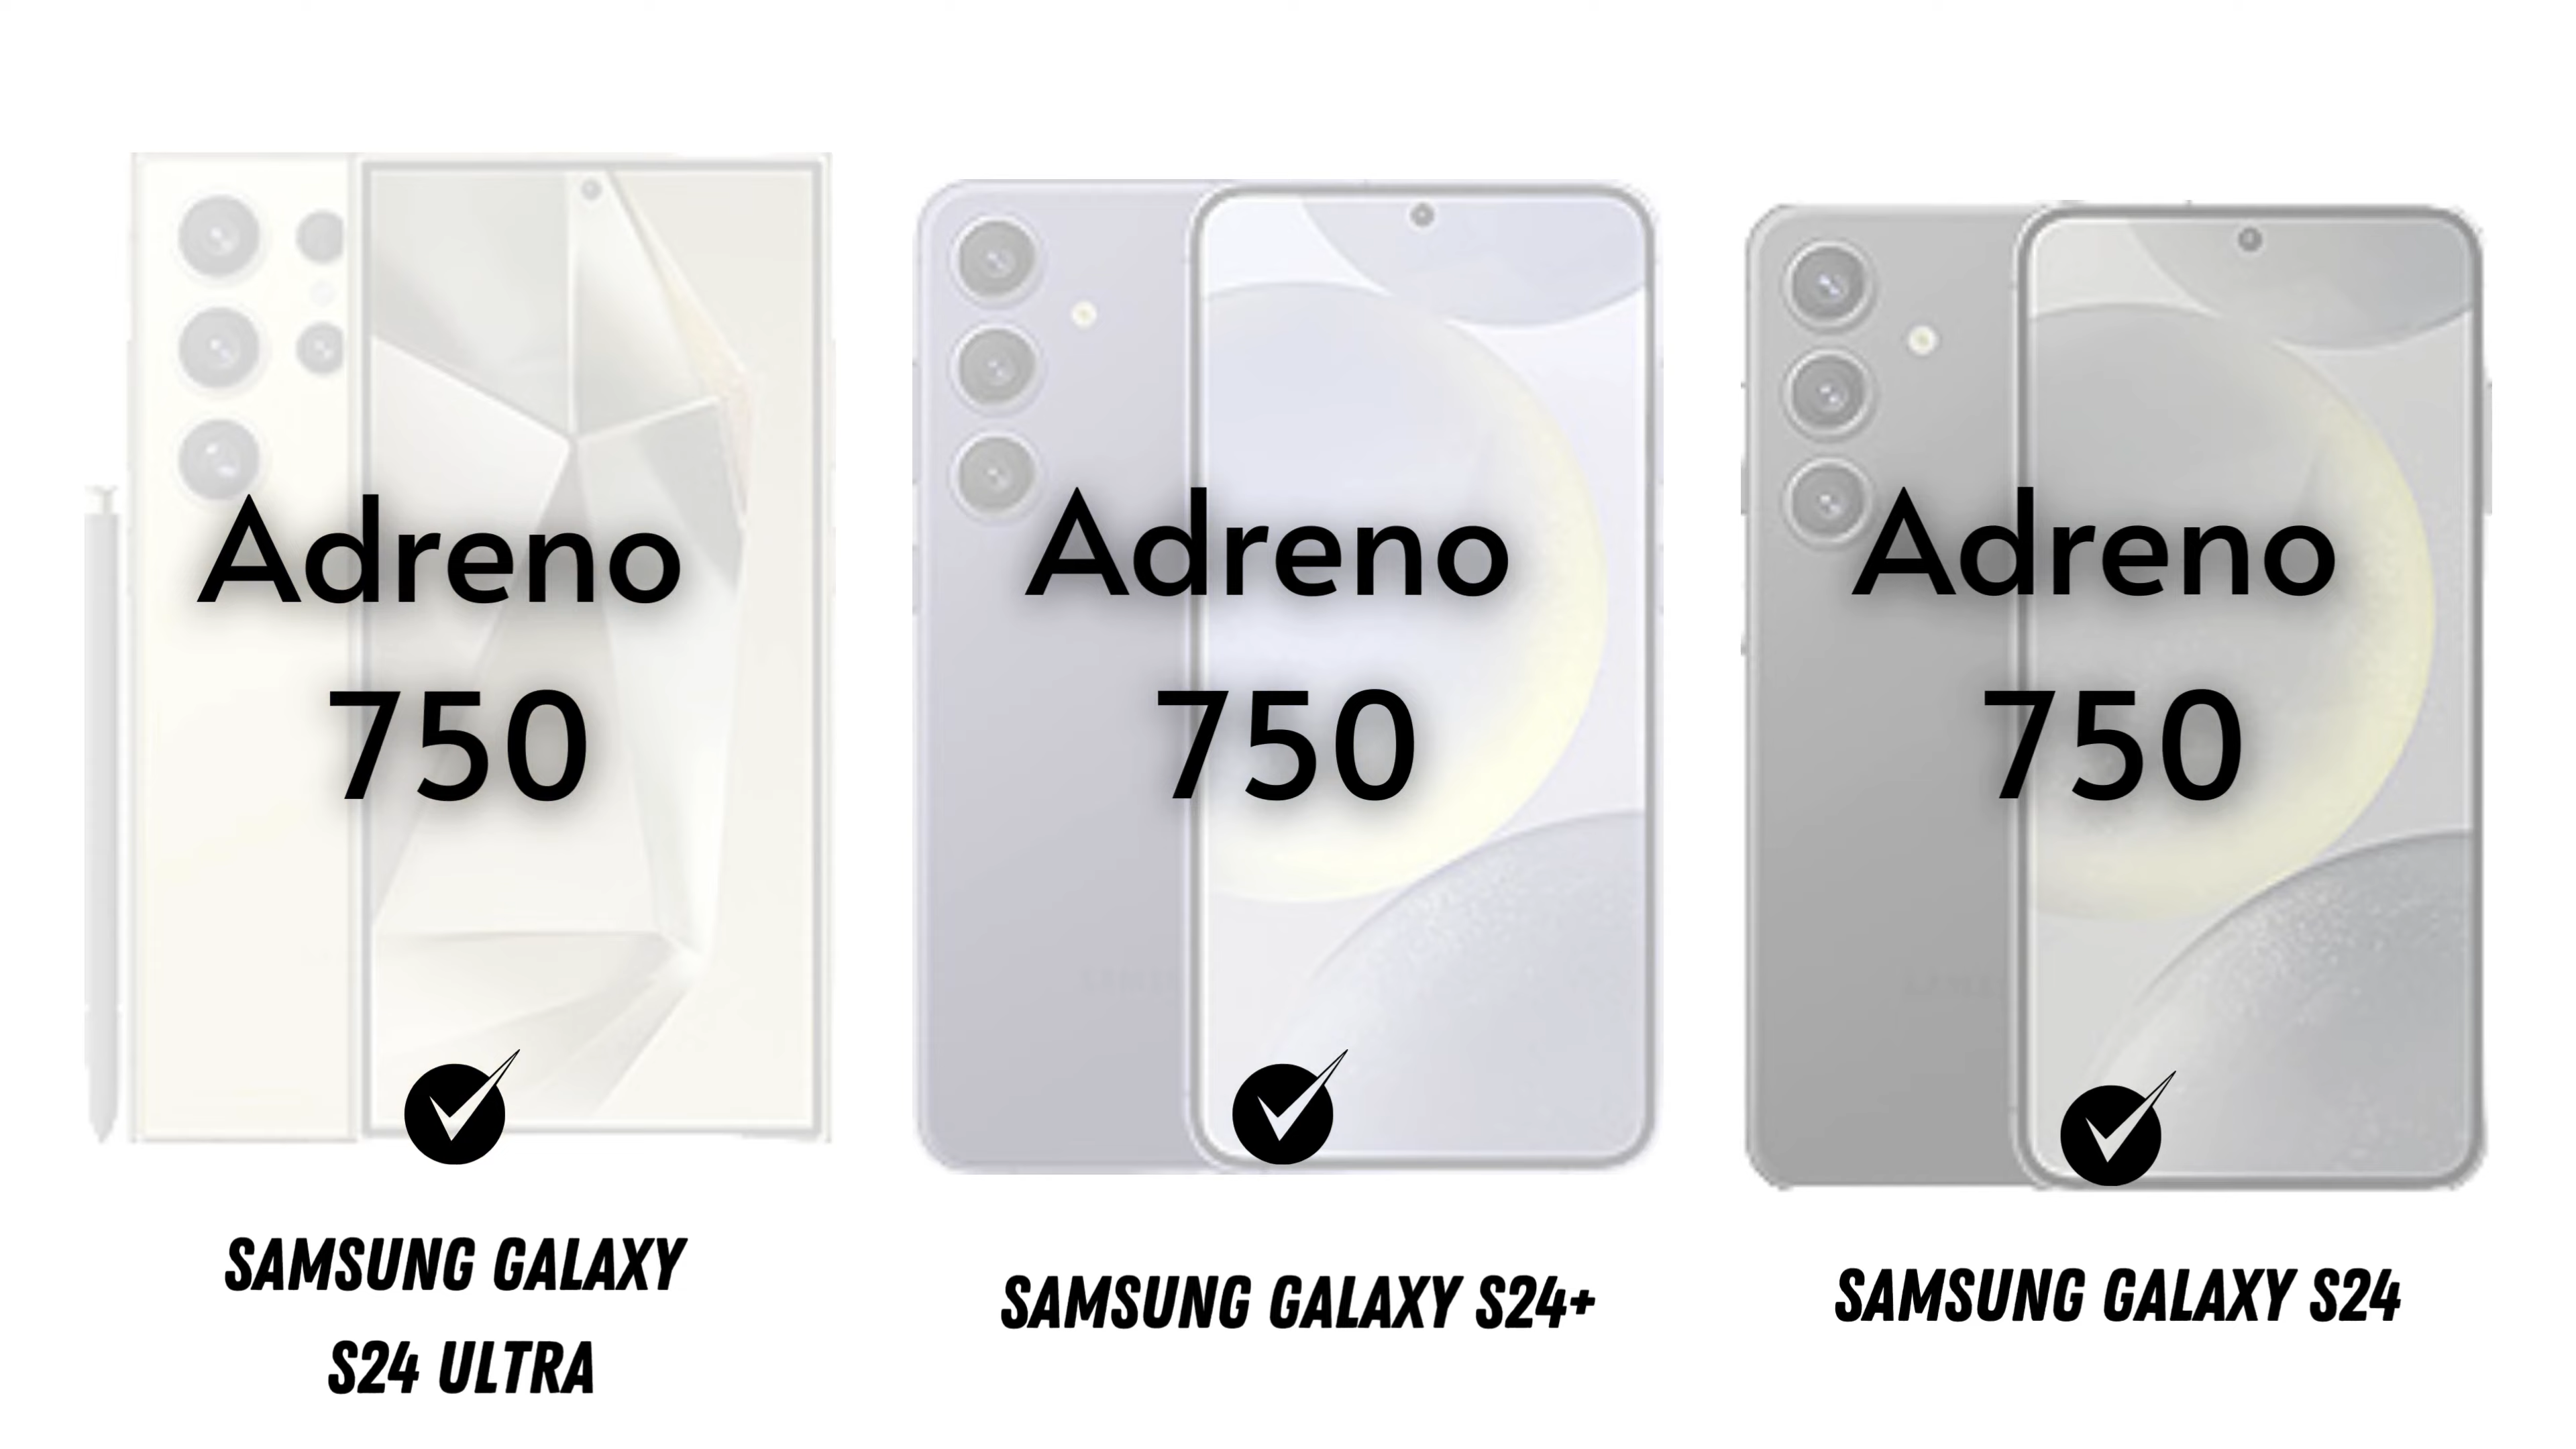 Adreno
750
SAMSUNG GALAXY
S24 ULTRA
Adreno
750
SAMSUNG GALAXY S24+
Adreno
750
SAMSUNG GALAXY S24